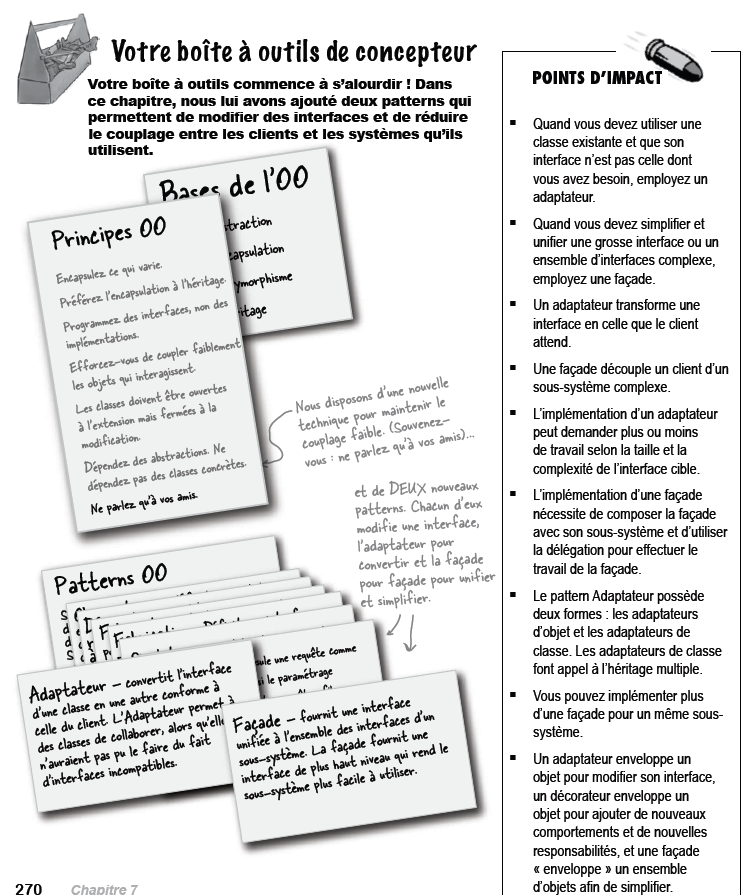 Votre boîte à outils de concepteur
Votre boîte à outils commence à s'alourdir ! Dans
ce chapitre, nous lui avons ajouté deux patterns qui
permettent de modifier des interfaces et de réduire
le couplage entre les clients et les systèmes qu'ils
utilisent.
Bases de l'OO
Principes OO
Encapsulez ce qui varie.
Préférez l'encapsulation à l'héritage.
Programmez des interfaces, non des
implémentations.
Efforcez-vous de coupler faiblement
les objets qui interagissent.
Les classes doivent être ouvertes
à l'extension mais fermées à la
modification.
Dépendez des abstractions. Ne
dépendez pas des classes concrètes.
Ne parlez qu'à vos amis.
Nous disposons d'une nouvelle
technique pour maintenir le
couplage faible. (Souvenez-
vous : ne parlez qu'à vos amis)...
et de DEUX nouveaux
patterns. Chacun d'eux
modifie une interface,
l'adaptateur pour
convertir et la façade
pour façade pour unifier
et simplifier.
Patterns OO
une requête comme
le paramétrage
Adaptateur – convertit l'interface
d'une classe en une autre conforme à
celle du client. L'Adaptateur permet à
des classes de collaborer, alors qu'elles
n'auraient pas pu le faire du fait
d'interfaces incompatibles.
Façade – fournit une interface
unifiée à l'ensemble des interfaces d'un
sous-système. La façade fournit une
interface de plus haut niveau qui rend le
sous-système plus facile à utiliser.
270 Chapitre 7
POINTS D'IMPACT
▪ Quand vous devez utiliser une
classe existante et que son
interface n'est pas celle dont
vous avez besoin, employez un
adaptateur.
▪ Quand vous devez simplifier et
unifier une grosse interface ou un
ensemble d'interfaces complexe,
employez une façade.
▪ Un adaptateur transforme une
interface en celle que le client
attend.
▪ Une façade découple un client d'un
sous-système complexe.
▪ L'implémentation d'un adaptateur
peut demander plus ou moins
de travail selon la taille et la
complexité de l'interface cible.
▪ L'implémentation d'une façade
nécessite de composer la façade
avec son sous-système et d'utiliser
la délégation pour effectuer le
travail de la façade.
▪ Le pattern Adaptateur possède
deux formes : les adaptateurs
d'objet et les adaptateurs de
classe. Les adaptateurs de classe
font appel à l'héritage multiple.
▪ Vous pouvez implémenter plus
d'une façade pour un même sous-
système.
▪ Un adaptateur enveloppe un
objet pour modifier son interface,
un décorateur enveloppe un
objet pour ajouter de nouveaux
comportements et de nouvelles
responsabilités, et une façade
« enveloppe » un ensemble
d'objets afin de simplifier.